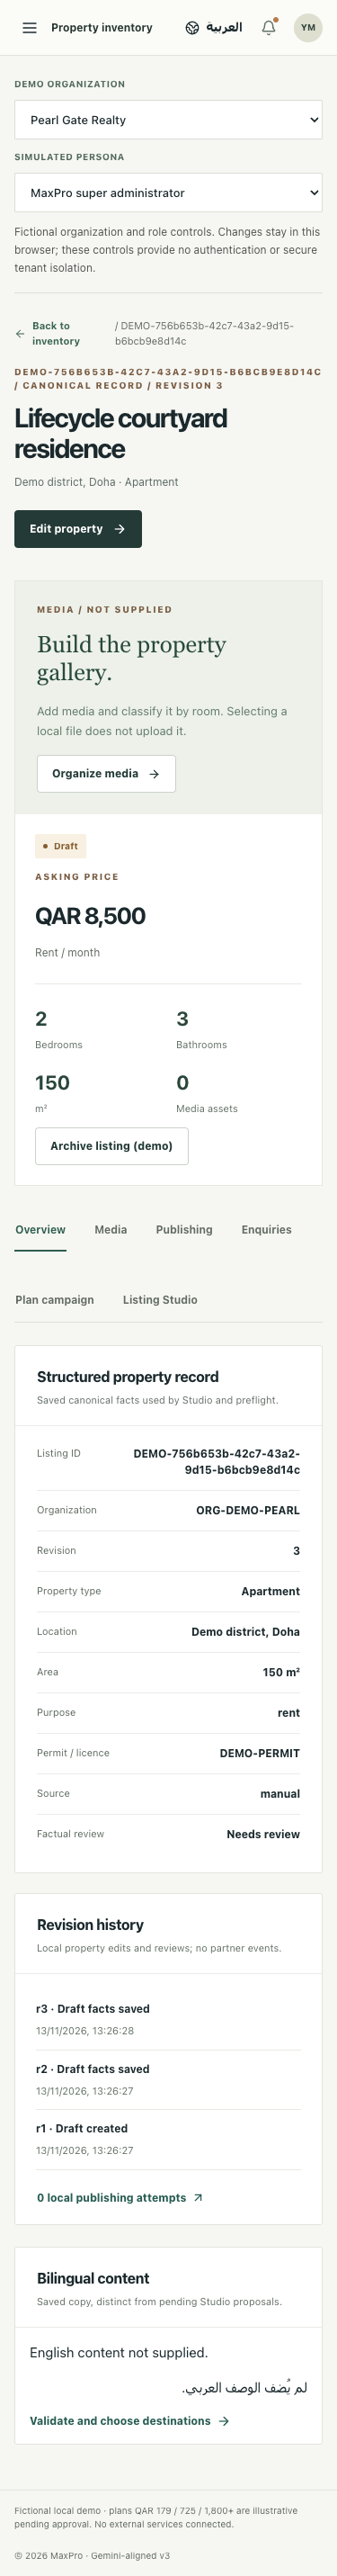 Property inventory
العربية
YM
DEMO ORGANIZATION
Pearl Gate Realty
SIMULATED PERSONA
MaxPro super administrator
Fictional organization and role controls. Changes stay in this
browser; these controls provide no authentication or secure
tenant isolation.
Back to
inventory
/ DEMO-756b653b-42c7-43a2-9d15-
b6bcb9e8d14c
DEMO-756B653B-42C7-43A2-9D15-B6BCB9E8D14C
/ CANONICAL RECORD / REVISION 3
Lifecycle courtyard
residence
Demo district, Doha · Apartment
Edit property
MEDIA / NOT SUPPLIED
Build the property
gallery.
Add media and classify it by room. Selecting a
local file does not upload it.
Organize media
Draft
ASKING PRICE
QAR 8,500
Rent / month
2
Bedrooms
3
Bathrooms
150
m²
0
Media assets
Archive listing (demo)
Overview
Media
Publishing
Enquiries
Plan campaign
Listing Studio
Structured property record
Saved canonical facts used by Studio and preflight.
Listing ID
DEMO-756b653b-42c7-43a2-
9d15-b6bcb9e8d14c
Organization
ORG-DEMO-PEARL
Revision
3
Property type
Apartment
Location
Demo district, Doha
Area
150 m²
Purpose
rent
Permit / licence
DEMO-PERMIT
Source
manual
Factual review
Needs review
Revision history
Local property edits and reviews; no partner events.
r3 · Draft facts saved
13/11/2026, 13:26:28
r2 · Draft facts saved
13/11/2026, 13:26:27
r1 · Draft created
13/11/2026, 13:26:27
0 local publishing attempts
Bilingual content
Saved copy, distinct from pending Studio proposals.
English content not supplied.
لم يُضف الوصف العربي.
Validate and choose destinations
Fictional local demo · plans QAR 179 / 725 / 1,800+ are illustrative
pending approval. No external services connected.
© 2026 MaxPro · Gemini-aligned v3